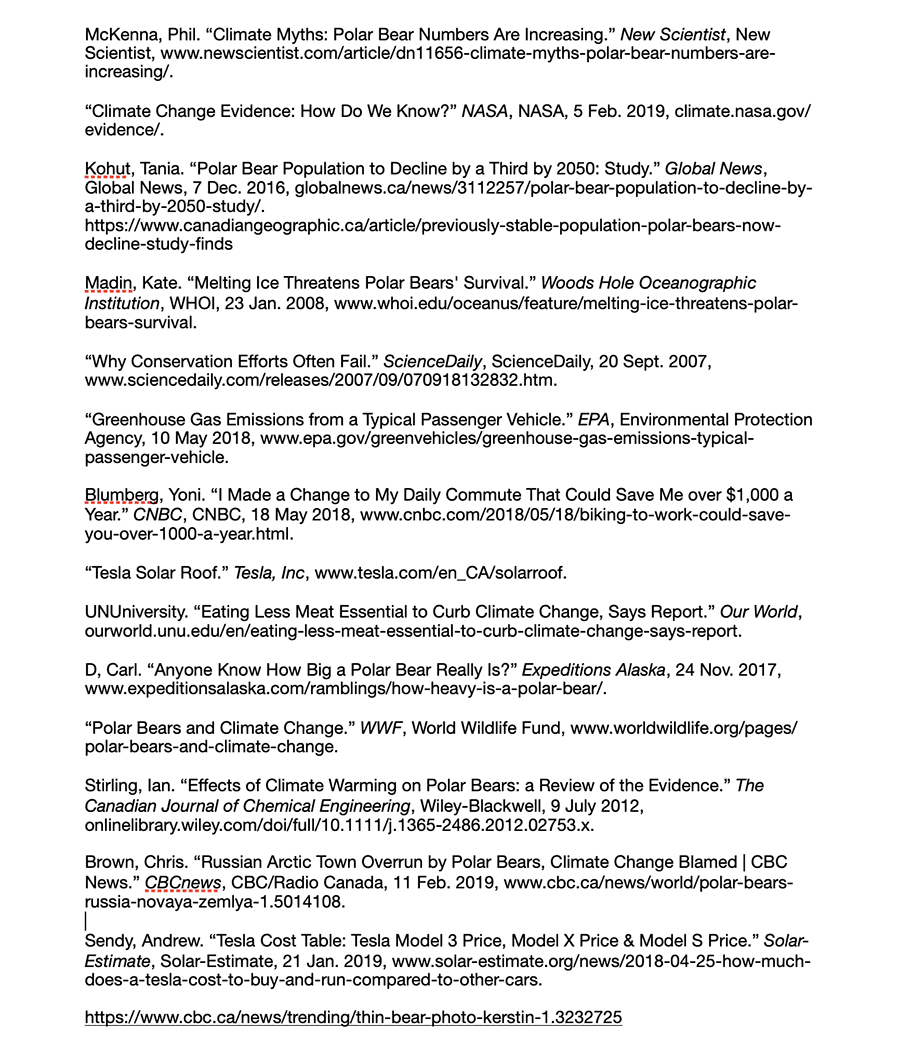 McKenna, Phil. “Climate Myths: Polar Bear Numbers Are Increasing.” New Scientist, New
Scientist, www.newscientist.com/article/dn11656-climate-myths-polar-bear-numbers-are-
increasing/.
“Climate Change Evidence: How Do We Know?” NASA, NASA, 5 Feb. 2019, climate.nasa.gov/
evidence/.
Kohut, Tania. “Polar Bear Population to Decline by a Third by 2050: Study.” Global News,
Global News, 7 Dec. 2016, globalnews.ca/news/3112257/polar-bear-population-to-decline-by-
a-third-by-2050-study/.
https://www.canadiangeographic.ca/article/previously-stable-population-polar-bears-now-
decline-study-finds
Madin, Kate. “Melting Ice Threatens Polar Bears' Survival.” Woods Hole Oceanographic
Institution, WHOI, 23 Jan. 2008, www.whoi.edu/oceanus/feature/melting-ice-threatens-polar-
bears-survival.
“Why Conservation Efforts Often Fail.” ScienceDaily, ScienceDaily, 20 Sept. 2007,
www.sciencedaily.com/releases/2007/09/070918132832.htm.
“Greenhouse Gas Emissions from a Typical Passenger Vehicle.” EPA, Environmental Protection
Agency, 10 May 2018, www.epa.gov/greenvehicles/greenhouse-gas-emissions-typical-
passenger-vehicle.
Blumberg, Yoni. “I Made a Change to My Daily Commute That Could Save Me over $1,000 a
Year.” CNBC, CNBC, 18 May 2018, www.cnbc.com/2018/05/18/biking-to-work-could-save-
you-over-1000-a-year.html.
“Tesla Solar Roof.” Tesla, Inc, www.tesla.com/en_CA/solarroof.
UNUniversity. “Eating Less Meat Essential to Curb Climate Change, Says Report.” Our World,
ourworld.unu.edu/en/eating-less-meat-essential-to-curb-climate-change-says-report.
D, Carl. “Anyone Know How Big a Polar Bear Really Is?” Expeditions Alaska, 24 Nov. 2017,
www.expeditionsalaska.com/ramblings/how-heavy-is-a-polar-bear/.
“Polar Bears and Climate Change.” WWF, World Wildlife Fund, www.worldwildlife.org/pages/
polar-bears-and-climate-change.
Stirling, Ian. “Effects of Climate Warming on Polar Bears: a Review of the Evidence.” The
Canadian Journal of Chemical Engineering, Wiley-Blackwell, 9 July 2012,
onlinelibrary.wiley.com/doi/full/10.1111/j.1365-2486.2012.02753.x.
Brown, Chris. “Russian Arctic Town Overrun by Polar Bears, Climate Change Blamed | CBC
News.” CBCnews, CBC/Radio Canada, 11 Feb. 2019, www.cbc.ca/news/world/polar-bears-
russia-novaya-zemlya-1.5014108.
Sendy, Andrew. “Tesla Cost Table: Tesla Model 3 Price, Model X Price & Model S Price.” Solar-
Estimate, Solar-Estimate, 21 Jan. 2019, www.solar-estimate.org/news/2018-04-25-how-much-
does-a-tesla-cost-to-buy-and-run-compared-to-other-cars.
https://www.cbc.ca/news/trending/thin-bear-photo-kerstin-1.3232725